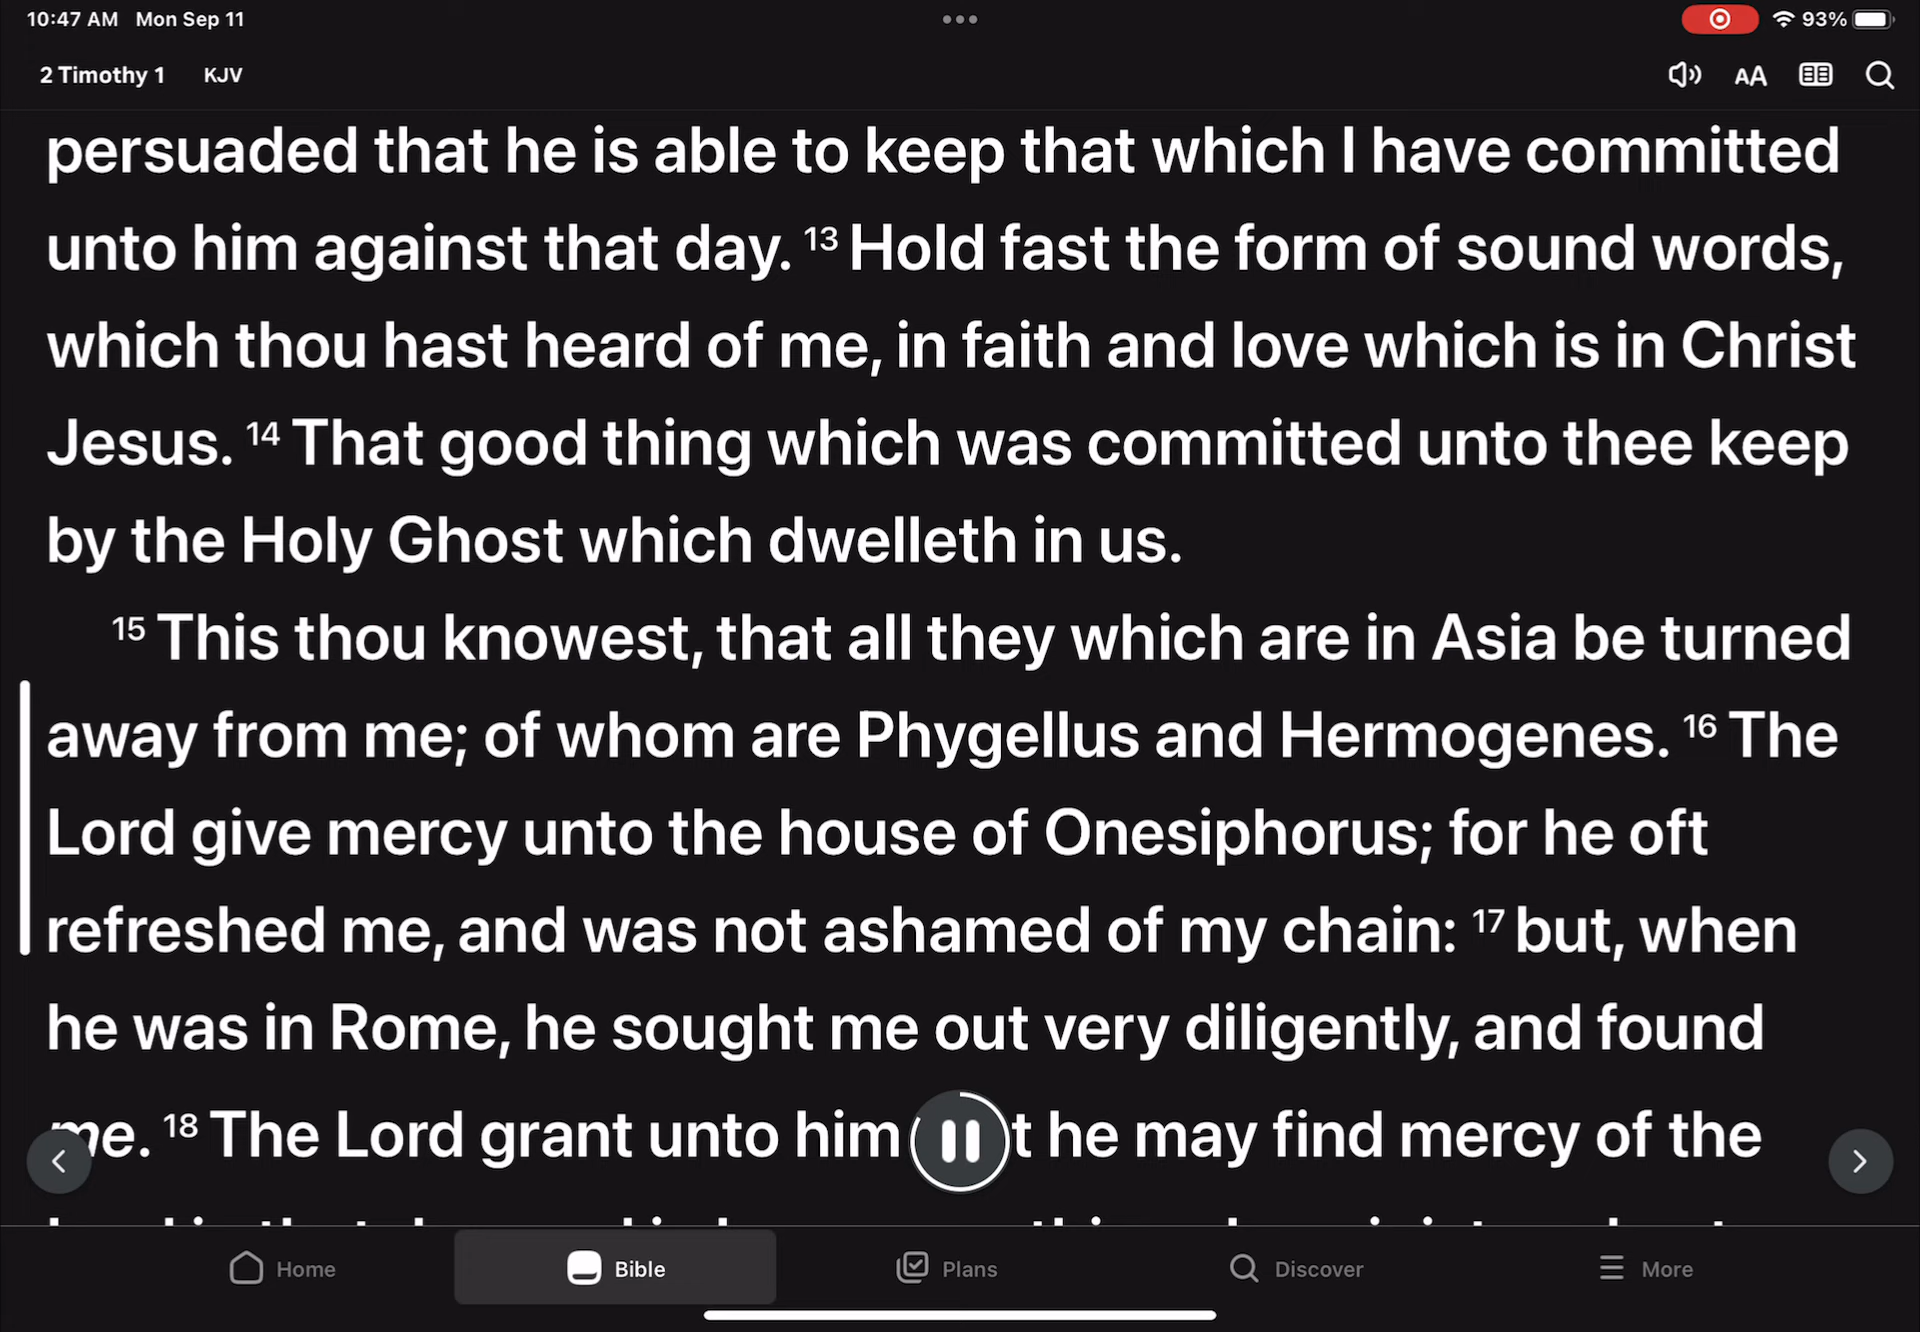 10:47 AM Mon Sep 11
93%
2 Timothy 1 KJV
AA
persuaded that he is able to keep that which I have committed
unto him against that day. 13 Hold fast the form of sound words,
which thou hast heard of me, in faith and love which is in Christ
Jesus. 14 That good thing which was committed unto thee keep
by the Holy Ghost which dwelleth in us.
15 This thou knowest, that all they which are in Asia be turned
away from me; of whom are Phygellus and Hermogenes. 16 The
Lord give mercy unto the house of Onesiphorus; for he oft
refreshed me, and was not ashamed of my chain: 17 but, when
he was in Rome, he sought me out very diligently, and found
me. 18 The Lord grant unto him t he may find mercy of the
Home Bible Plans Discover More